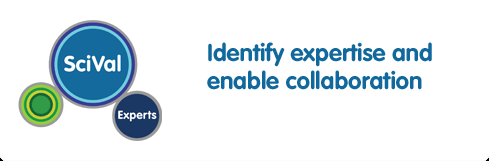 SciVal
Experts
Identify expertise and
enable collaboration